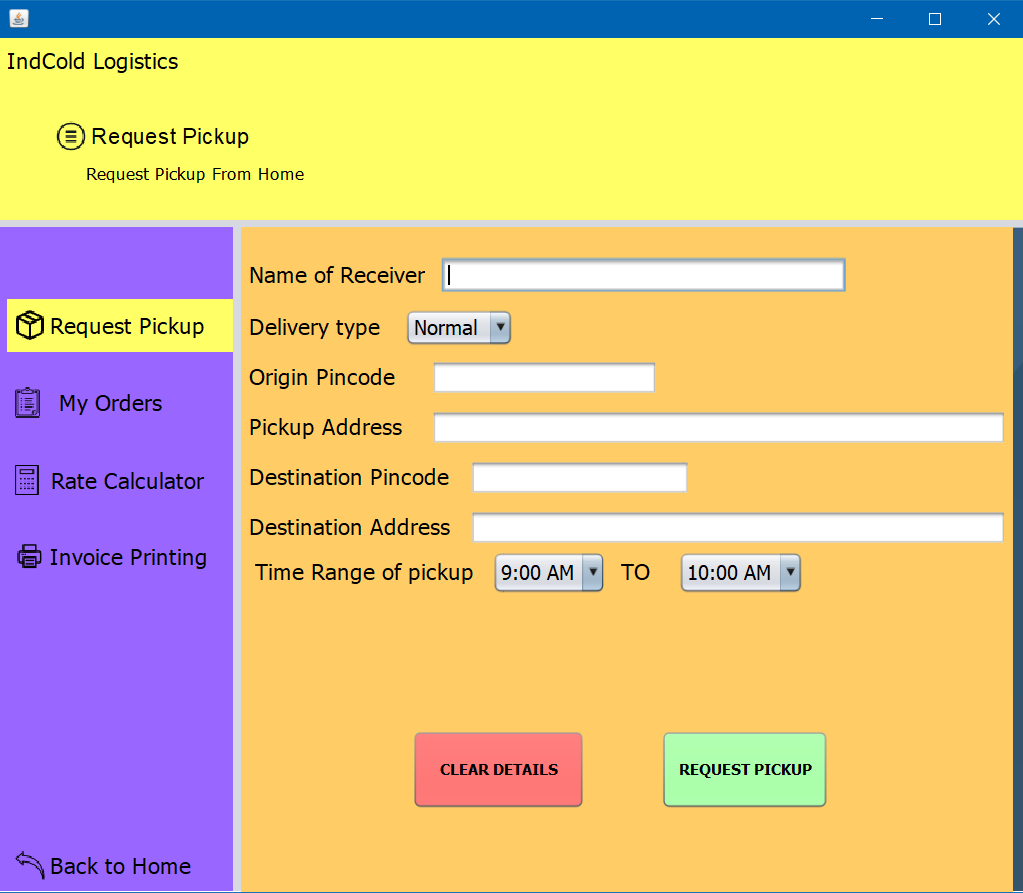 IndCold Logistics
Request Pickup
Request Pickup From Home
Request Pickup
My Orders
Rate Calculator
Invoice Printing
Back to Home
Name of Receiver
Delivery type Normal
Origin Pincode
Pickup Address
Destination Pincode
Destination Address
Time Range of pickup 9:00 AM TO 10:00 AM
CLEAR DETAILS REQUEST PICKUP